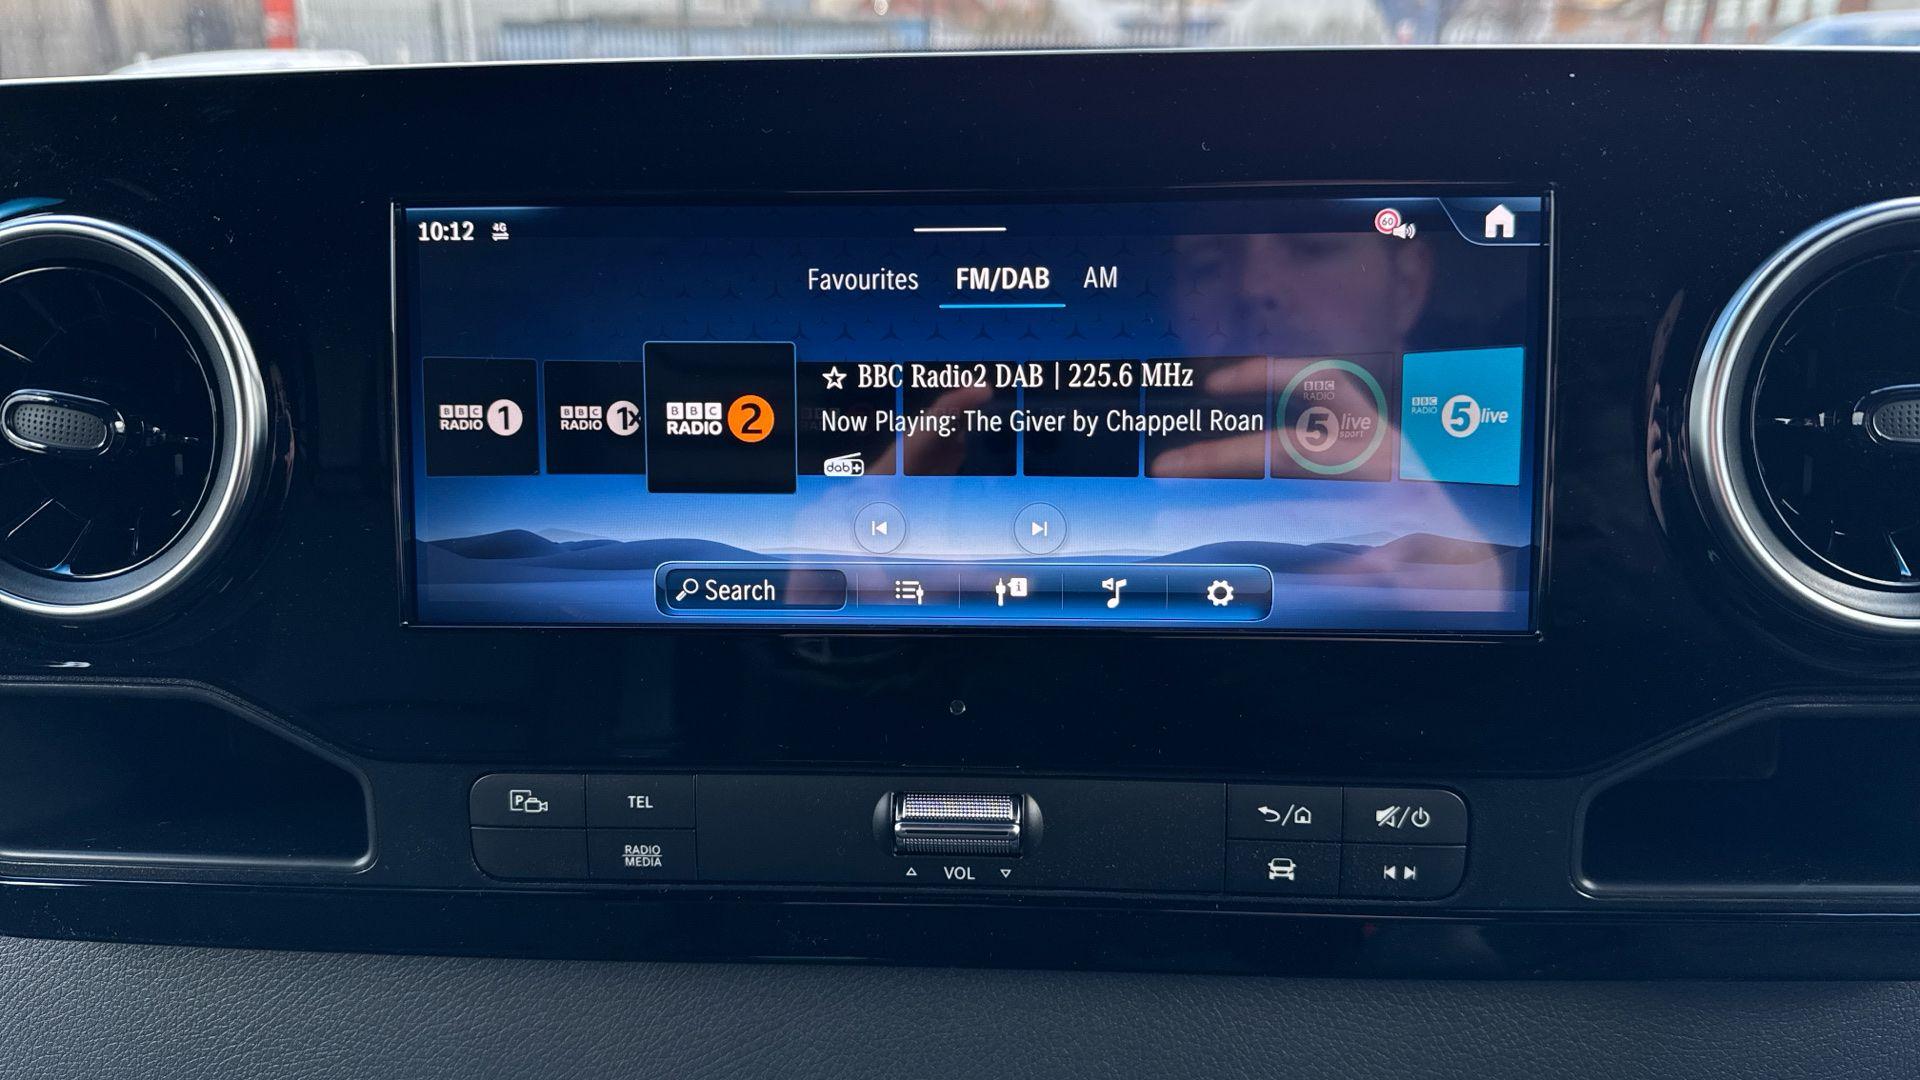 10:12 4G
60
Favourites FM/DAB AM
BBC RADIO 1
BBC RADIO 1X
BBC RADIO 2
BBC Radio2 DAB | 225.6 MHz
Now Playing: The Giver by Chappell Roan
dab+
BBC RADIO 5 live sport
BBC RADIO 5 live
Search
P TEL
RADIO
MEDIA
VOL